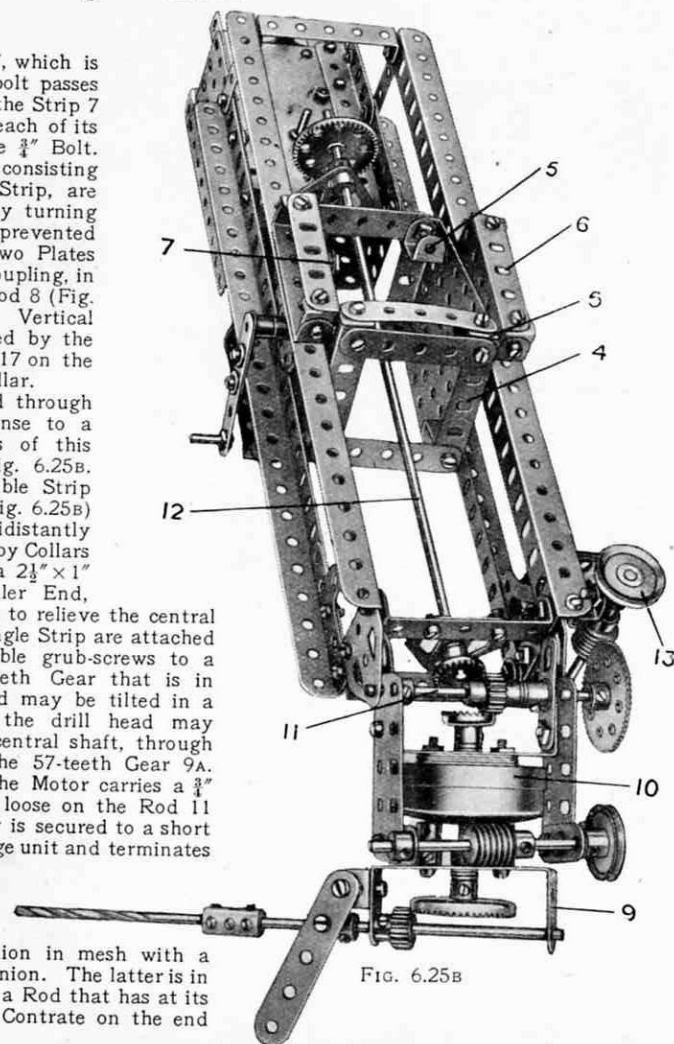 ″, which is
bolt passes
the Strip 7
each of its
e ¾″ Bolt.
consisting
Strip, are
y turning
prevented
wo Plates
oupling, in
od 8 (Fig.
Vertical
ed by the
17 on the
llar.
d through
nse to a
s of this
ig. 6.25B.
ble Strip
ig. 6.25B)
idistantly
by Collars
a 2½″ × 1″
ler End,
to relieve the central
ngle Strip are attached
ble grub-screws to a
eeth Gear that is in
d may be tilted in a
the drill head may
central shaft, through
he 57-teeth Gear 9A.
he Motor carries a ¾″
loose on the Rod 11
r is secured to a short
ge unit and terminates
ion in mesh with a
nion. The latter is in
a Rod that has at its
Contrate on the end
5
6
7
5
4
12
13
11
10
9
FIG. 6.25B